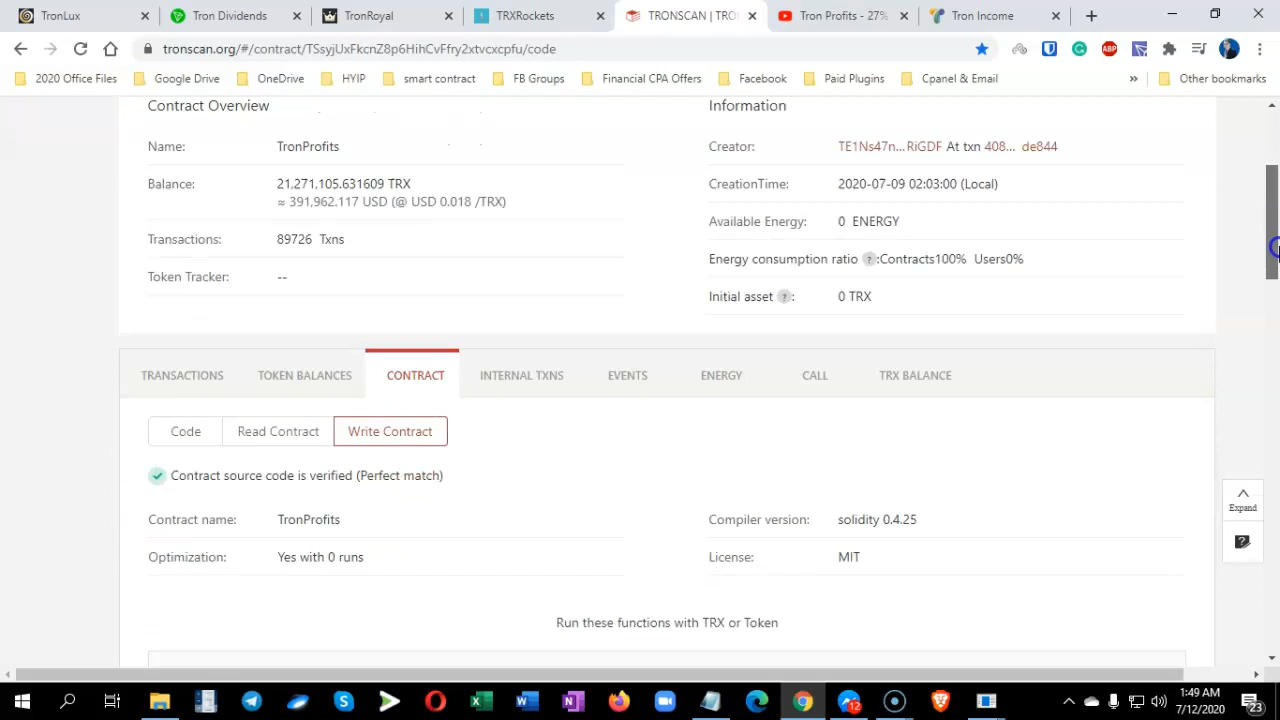 TronLux
Tron Dividends
TronRoyal
TRXRockets
TRONSCAN | TRO
Tron Profits - 27%
Tron Income
tronscan.org/#/contract/TSsyjUxFkcnZ8p6HihCvFfry2xtvcxcpfu/code
2020 Office Files
Google Drive
OneDrive
HYIP
smart contract
FB Groups
Financial CPA Offers
Facebook
Paid Plugins
Cpanel & Email
Other bookmarks
Contract Overview
Information
Name: TronProfits
Creator: TE1Ns47n...RiGDF At txn 408... de844
Balance: 21,271,105.631609 TRX
≈ 391,962.117 USD (@ USD 0.018 /TRX)
CreationTime: 2020-07-09 02:03:00 (Local)
Available Energy: 0 ENERGY
Transactions: 89726 Txns
Energy consumption ratio ? :Contracts100% Users0%
Token Tracker: --
Initial asset ? : 0 TRX
TRANSACTIONS
TOKEN BALANCES
CONTRACT
INTERNAL TXNS
EVENTS
ENERGY
CALL
TRX BALANCE
Code
Read Contract
Write Contract
Contract source code is verified (Perfect match)
Expand
Contract name: TronProfits
Compiler version: solidity 0.4.25
Optimization: Yes with 0 runs
License: MIT
Run these functions with TRX or Token
1:49 AM
7/12/2020
12
23